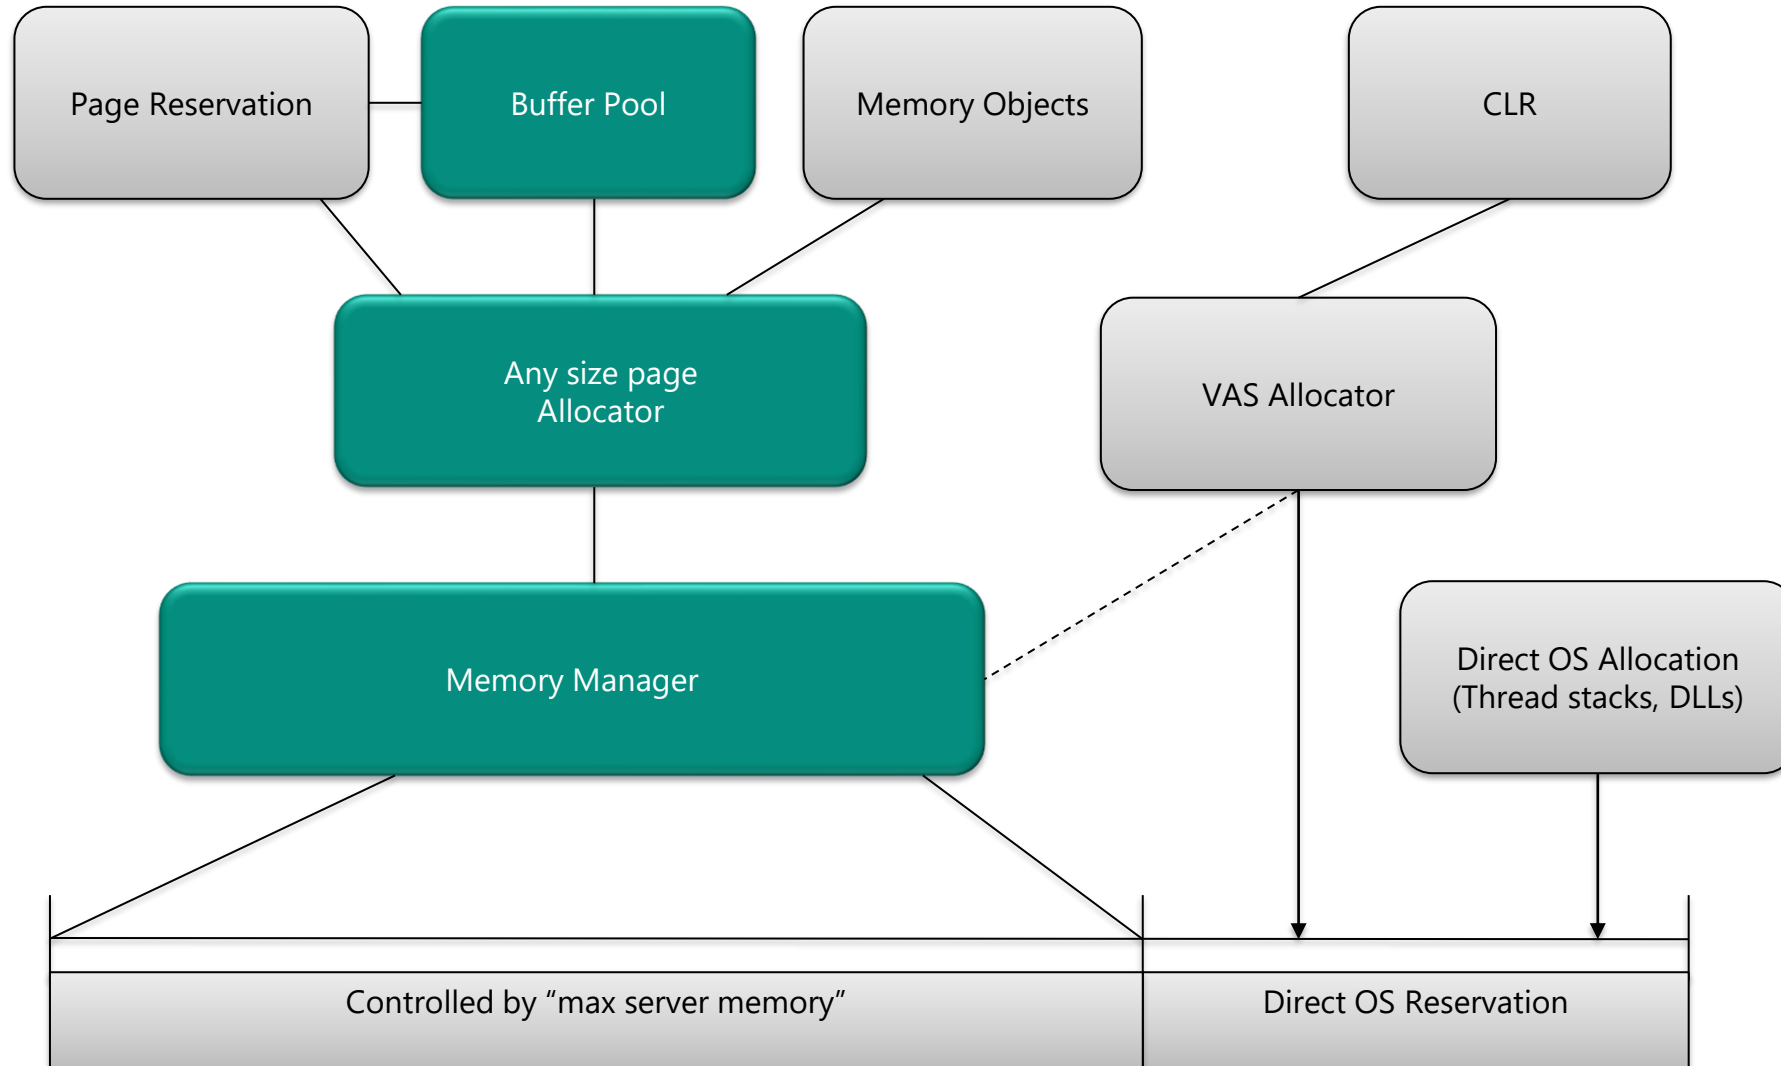 Page Reservation
Buffer Pool
Memory Objects
CLR
Any size page
Allocator
VAS Allocator
Memory Manager
Direct OS Allocation
(Thread stacks, DLLs)
Controlled by “max server memory”
Direct OS Reservation